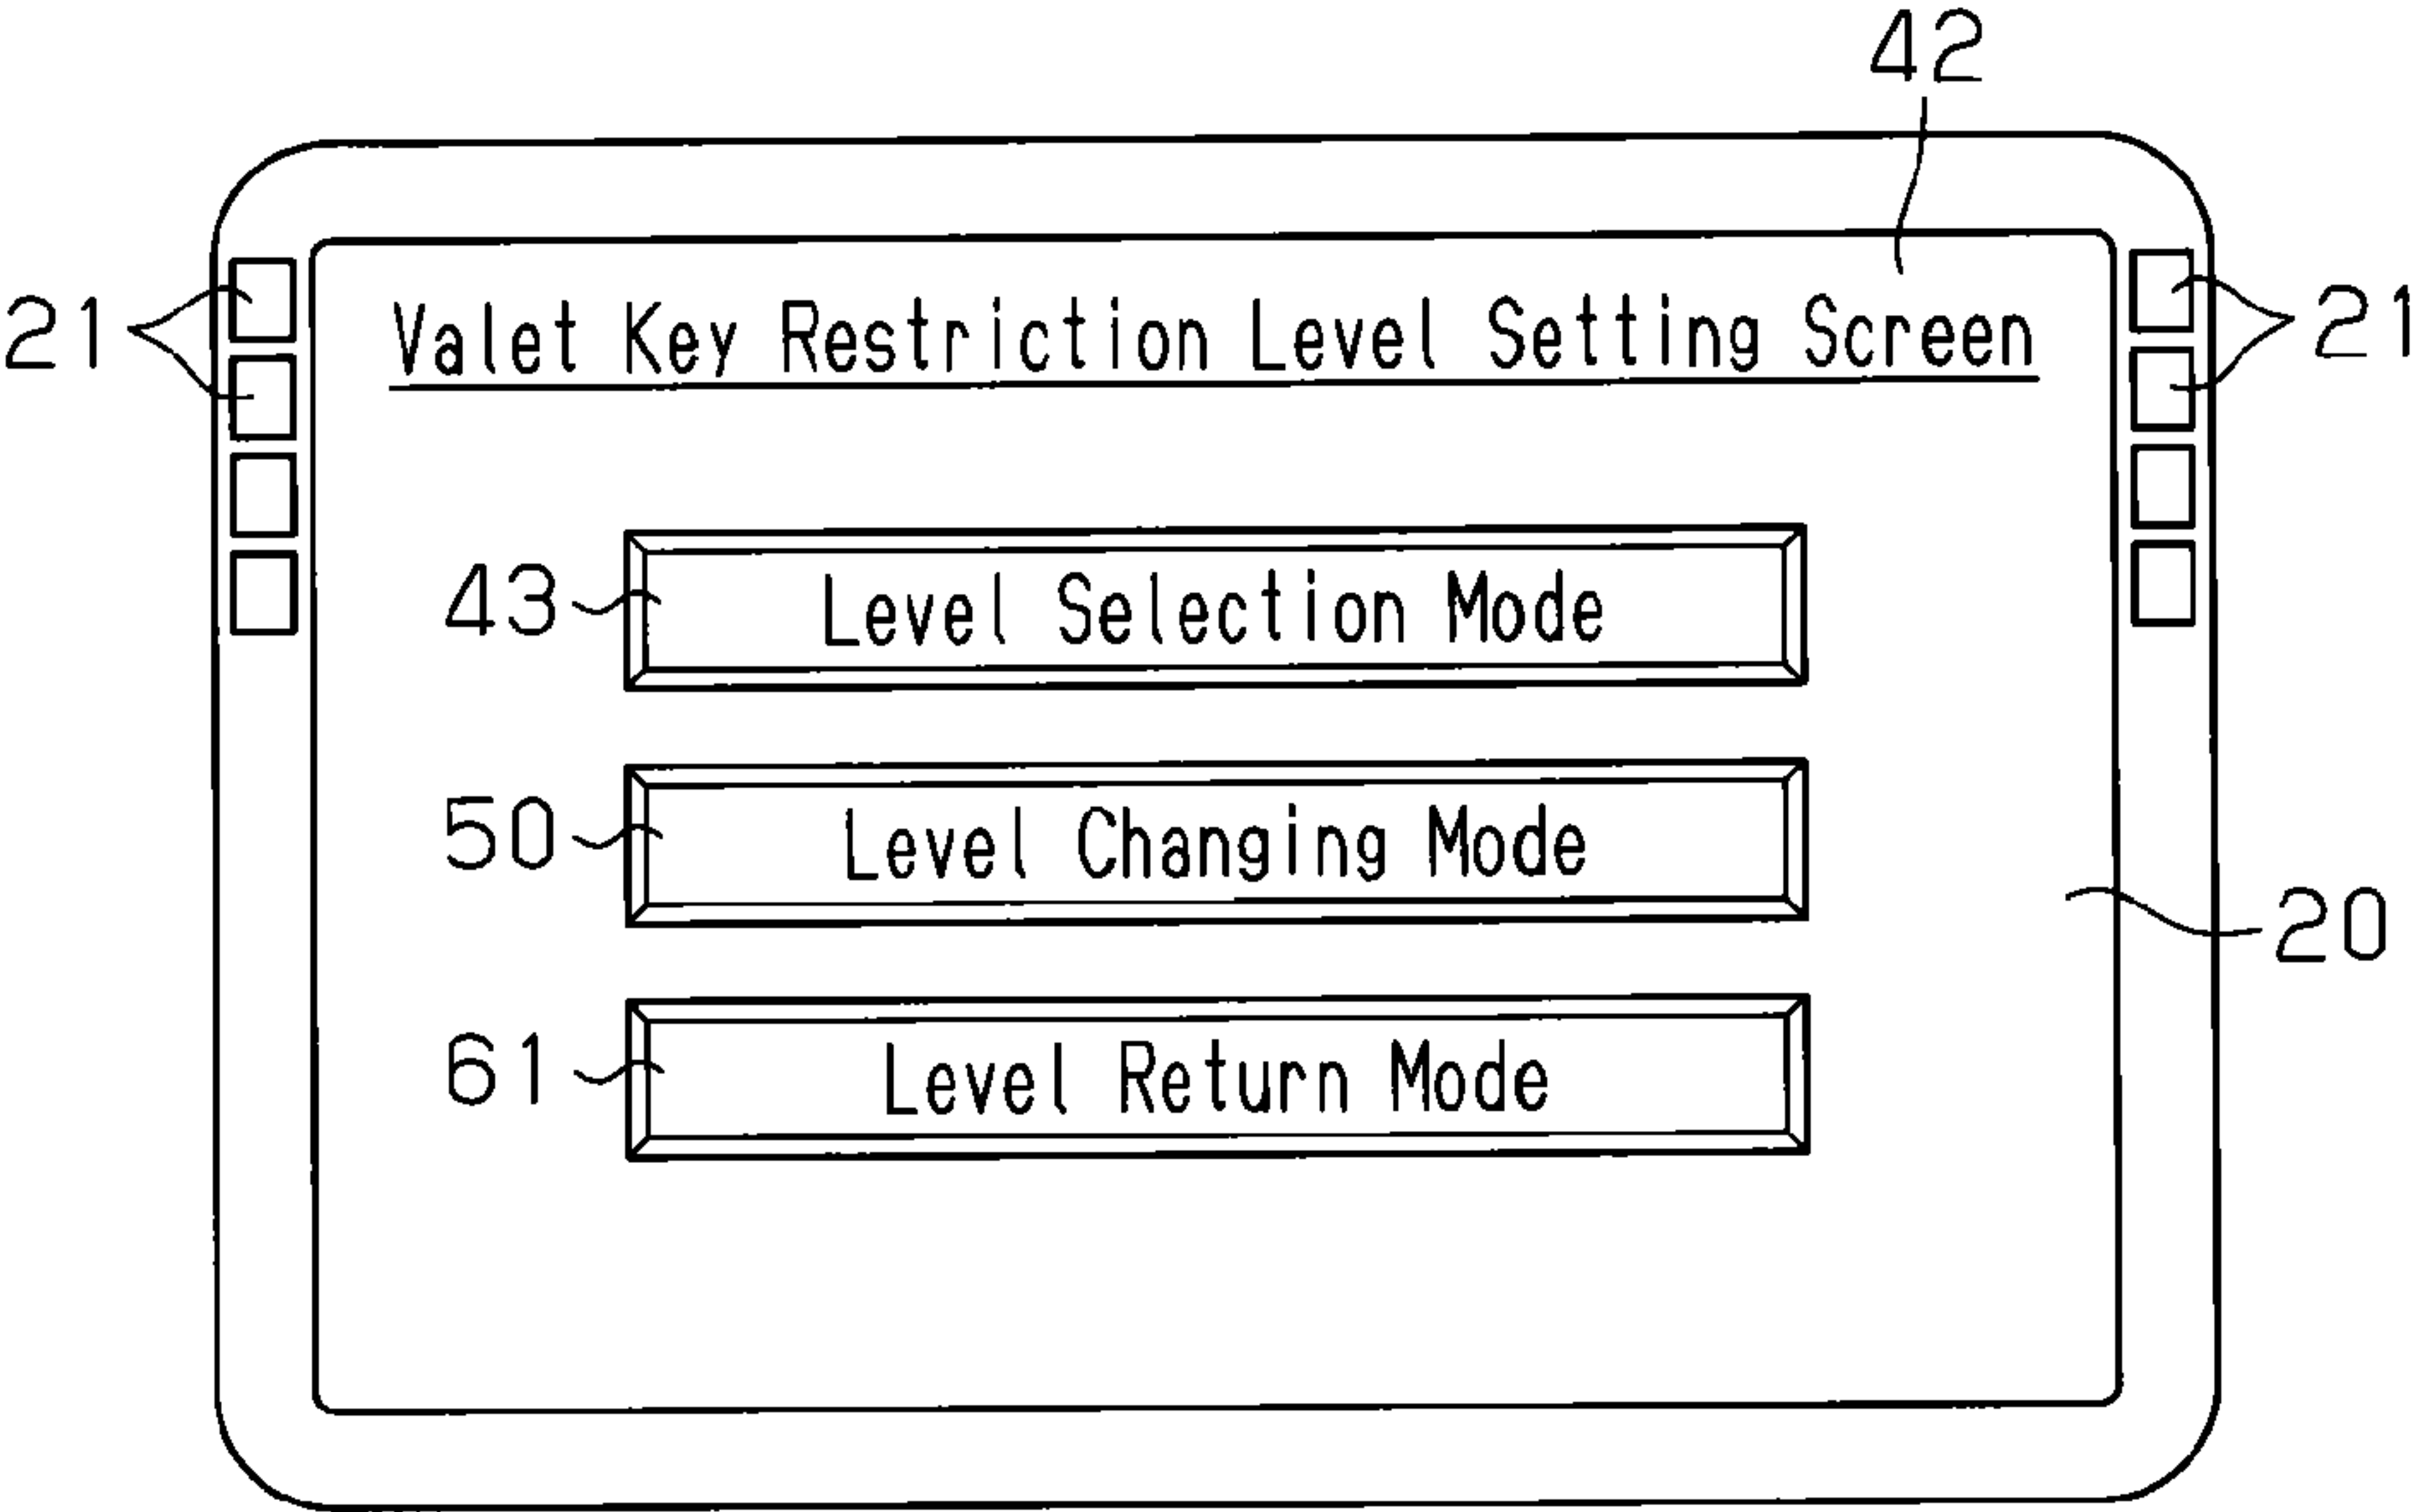 42
21
Valet Key Restriction Level Setting Screen
21
43
Level Selection Mode
50
Level Changing Mode
20
61
Level Return Mode